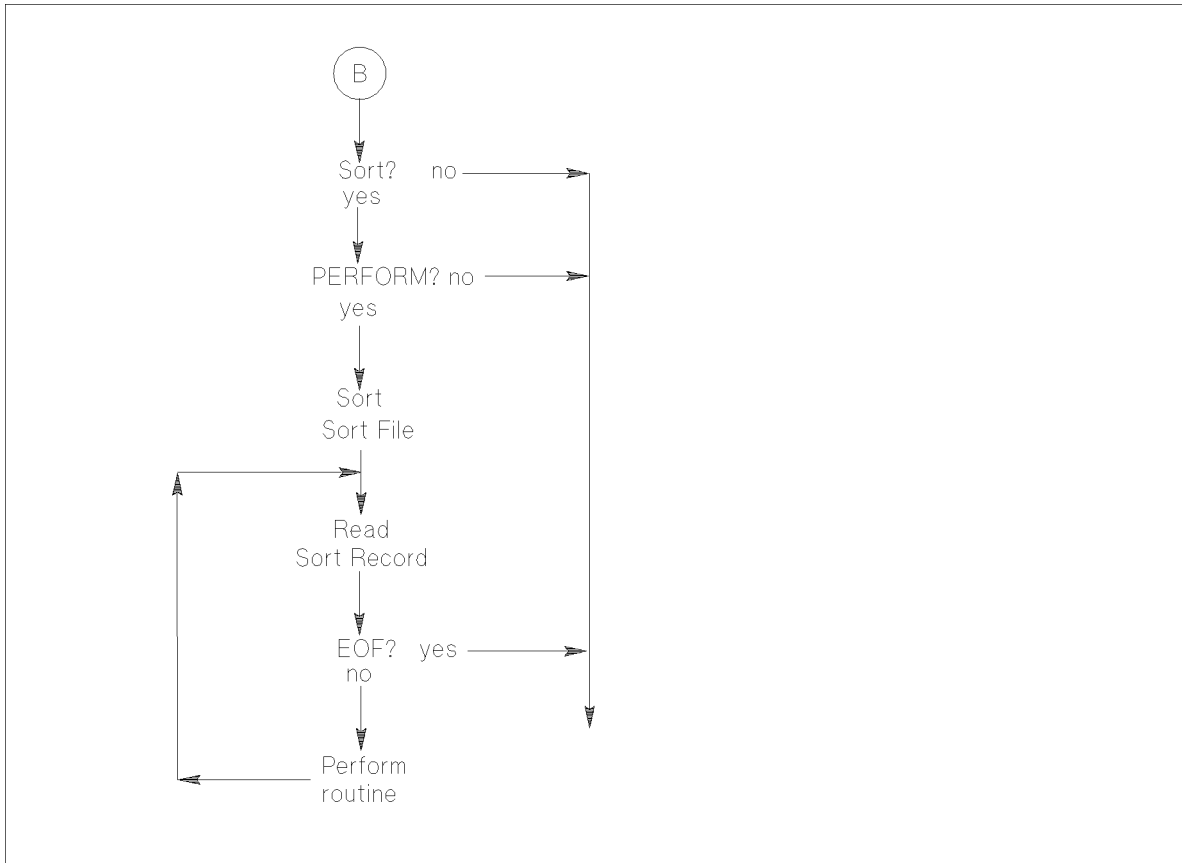 B
Sort? no
yes
PERFORM? no
yes
Sort
Sort File
Read
Sort Record
EOF? yes
no
Perform
routine